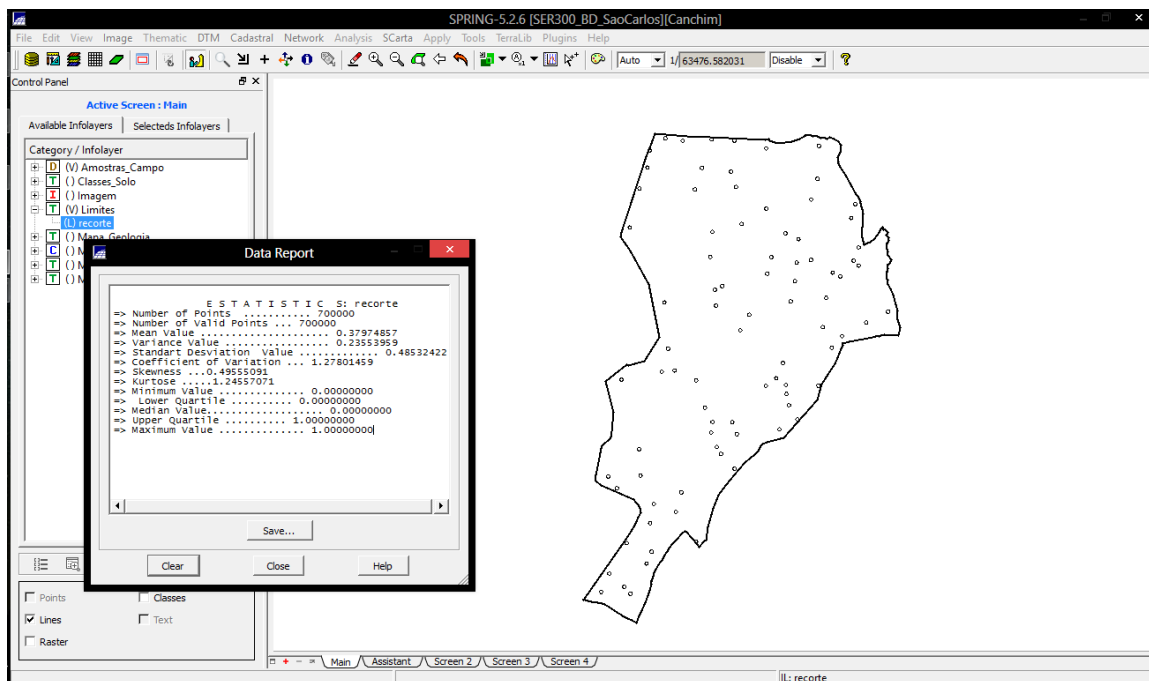 SPRING-5.2.6 [SER300_BD_SaoCarlos][Canchim]
File Edit View Image Thematic DTM Cadastral Network Analysis SCarta Apply Tools TerraLib Plugins Help
Auto 1/ 63476.582031 Disable
Control Panel
Active Screen : Main
Available Infolayers Selecteds Infolayers
Category / Infolayer
D (V) Amostras_Campo
T () Classes_Solo
I () Imagem
T (V) Limites
(L) recorte
T () Mapa_Geologia
C () M
T () M
T () M
Data Report
E S T A T I S T I C S: recorte
=> Number of Points ........... 700000
=> Number of Valid Points ... 700000
=> Mean Value ...................... 0.37974857
=> Variance Value ................. 0.23553959
=> Standart Desviation Value ............. 0.48532422
=> Coefficient of Variation ... 1.27801459
=> Skewness ...0.49555091
=> Kurtose .....1.24557071
=> Minimum Value ............. 0.00000000
=> Lower Quartile .......... 0.00000000
=> Median Value.................... 0.00000000
=> Upper Quartile .......... 1.00000000
=> Maximum Value .............. 1.00000000
Save...
Clear Close Help
Points Classes
Lines Text
Raster
Main Assistant Screen 2 Screen 3 Screen 4
IL: recorte